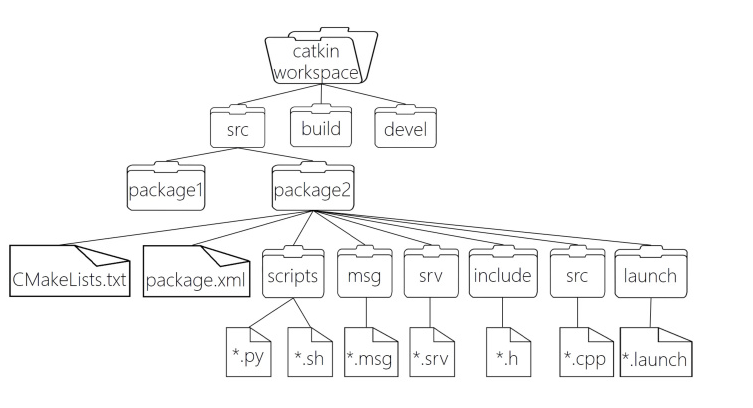 catkin
workspace
src
build
devel
package1
package2
CMakeLists.txt
package.xml
scripts
msg
srv
include
src
launch
*.py
*.sh
*.msg
*.srv
*.h
*.cpp
*.launch